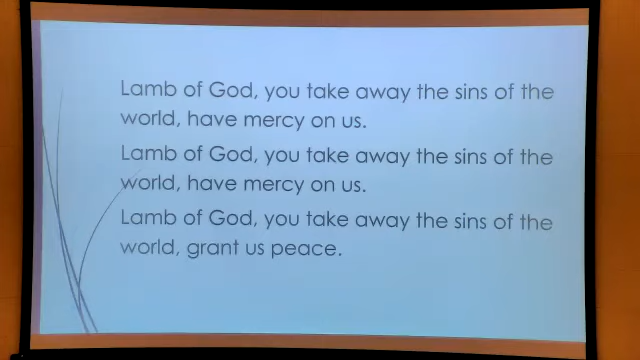 Lamb of God, you take away the sins of the
world, have mercy on us.
Lamb of God, you take away the sins of the
world, have mercy on us.
Lamb of God, you take away the sins of the
world, grant us peace.